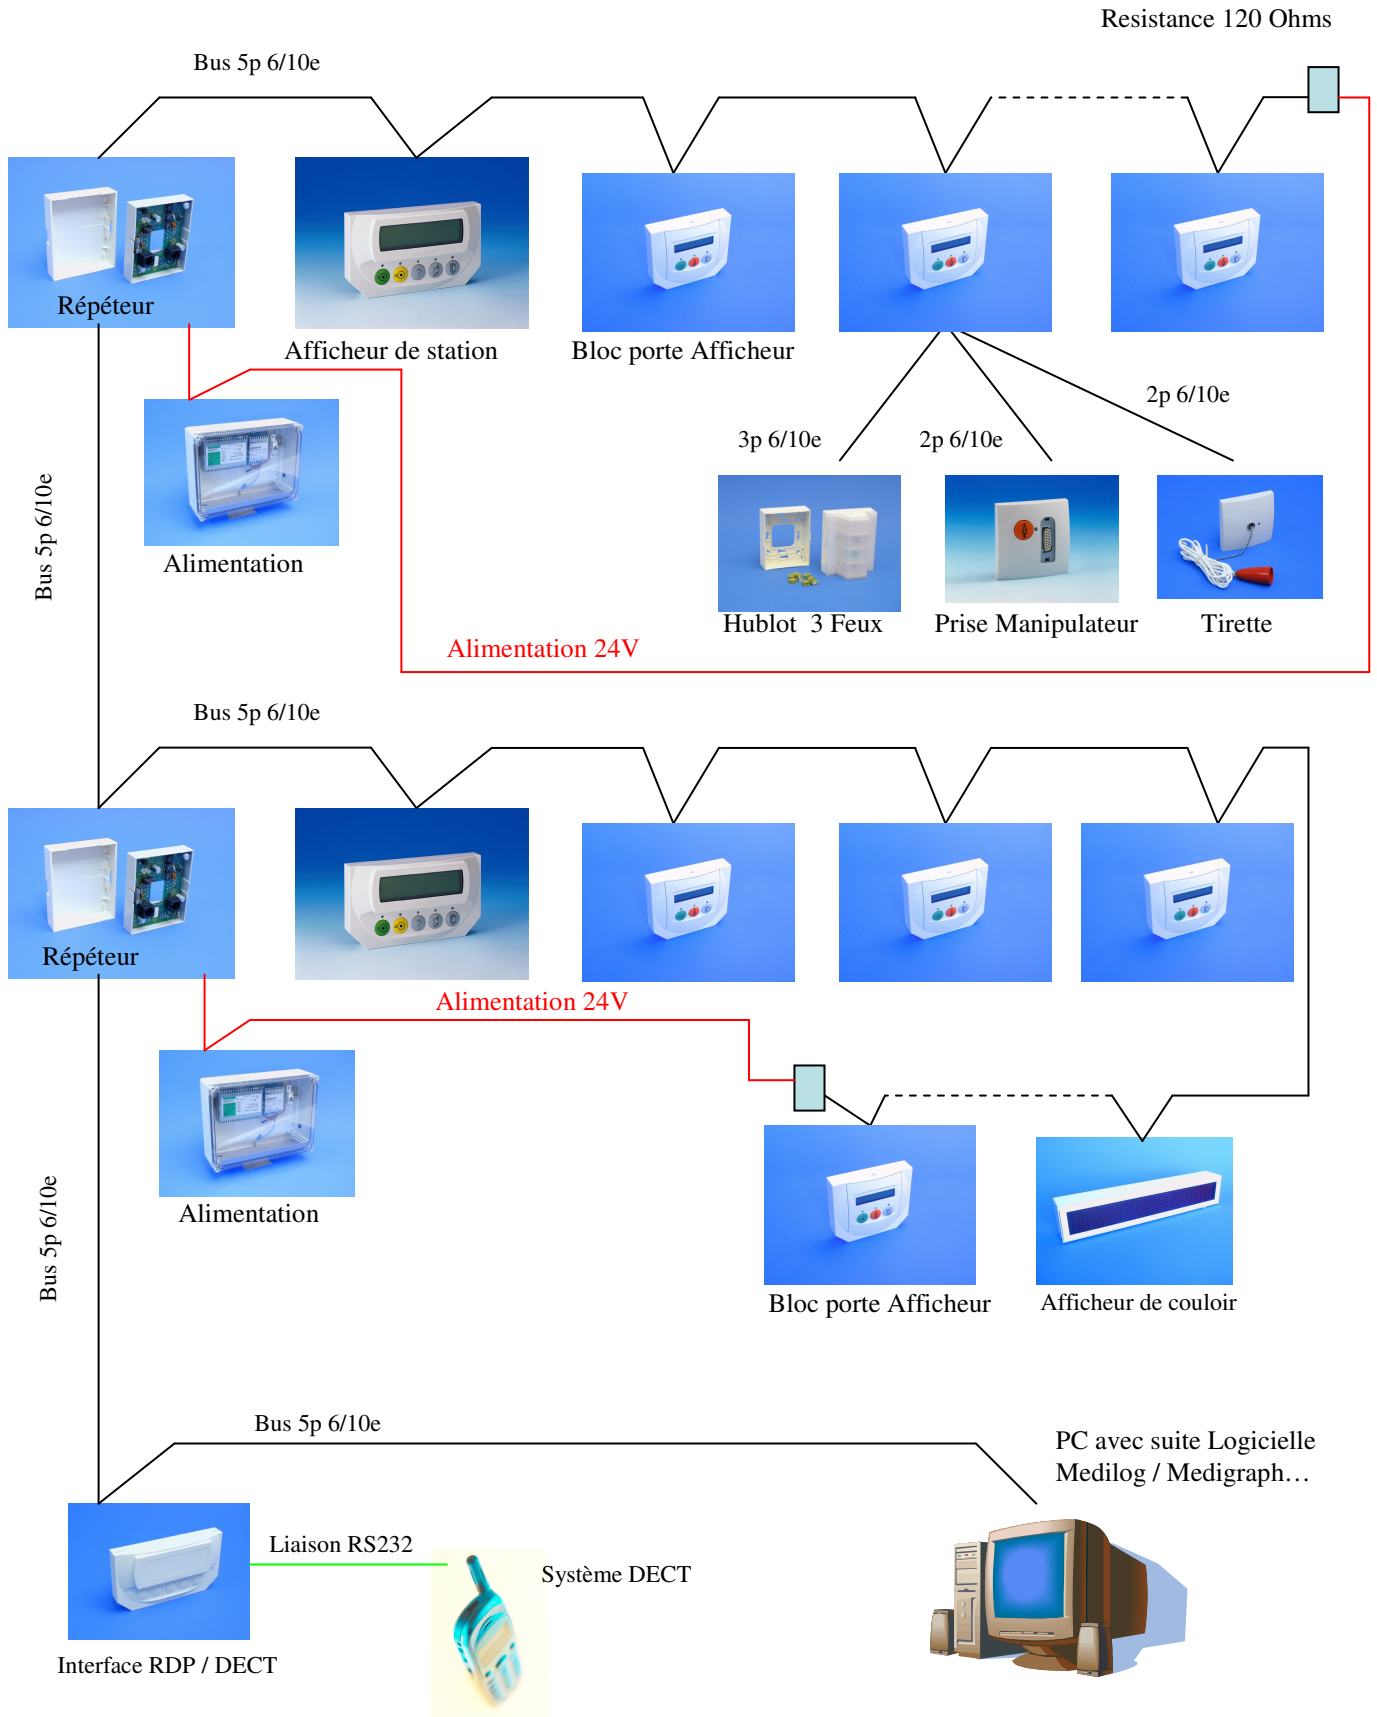 Resistance 120 Ohms
Bus 5p 6/10e
Répéteur
Afficheur de station
Bloc porte Afficheur
2p 6/10e
3p 6/10e
2p 6/10e
Bus 5p 6/10e
Alimentation
Hublot 3 Feux
Prise Manipulateur
Tirette
Alimentation 24V
Bus 5p 6/10e
Répéteur
Alimentation 24V
Alimentation
Bus 5p 6/10e
Bloc porte Afficheur
Afficheur de couloir
Bus 5p 6/10e
PC avec suite Logicielle
Medilog / Medigraph…
Liaison RS232
Système DECT
Interface RDP / DECT